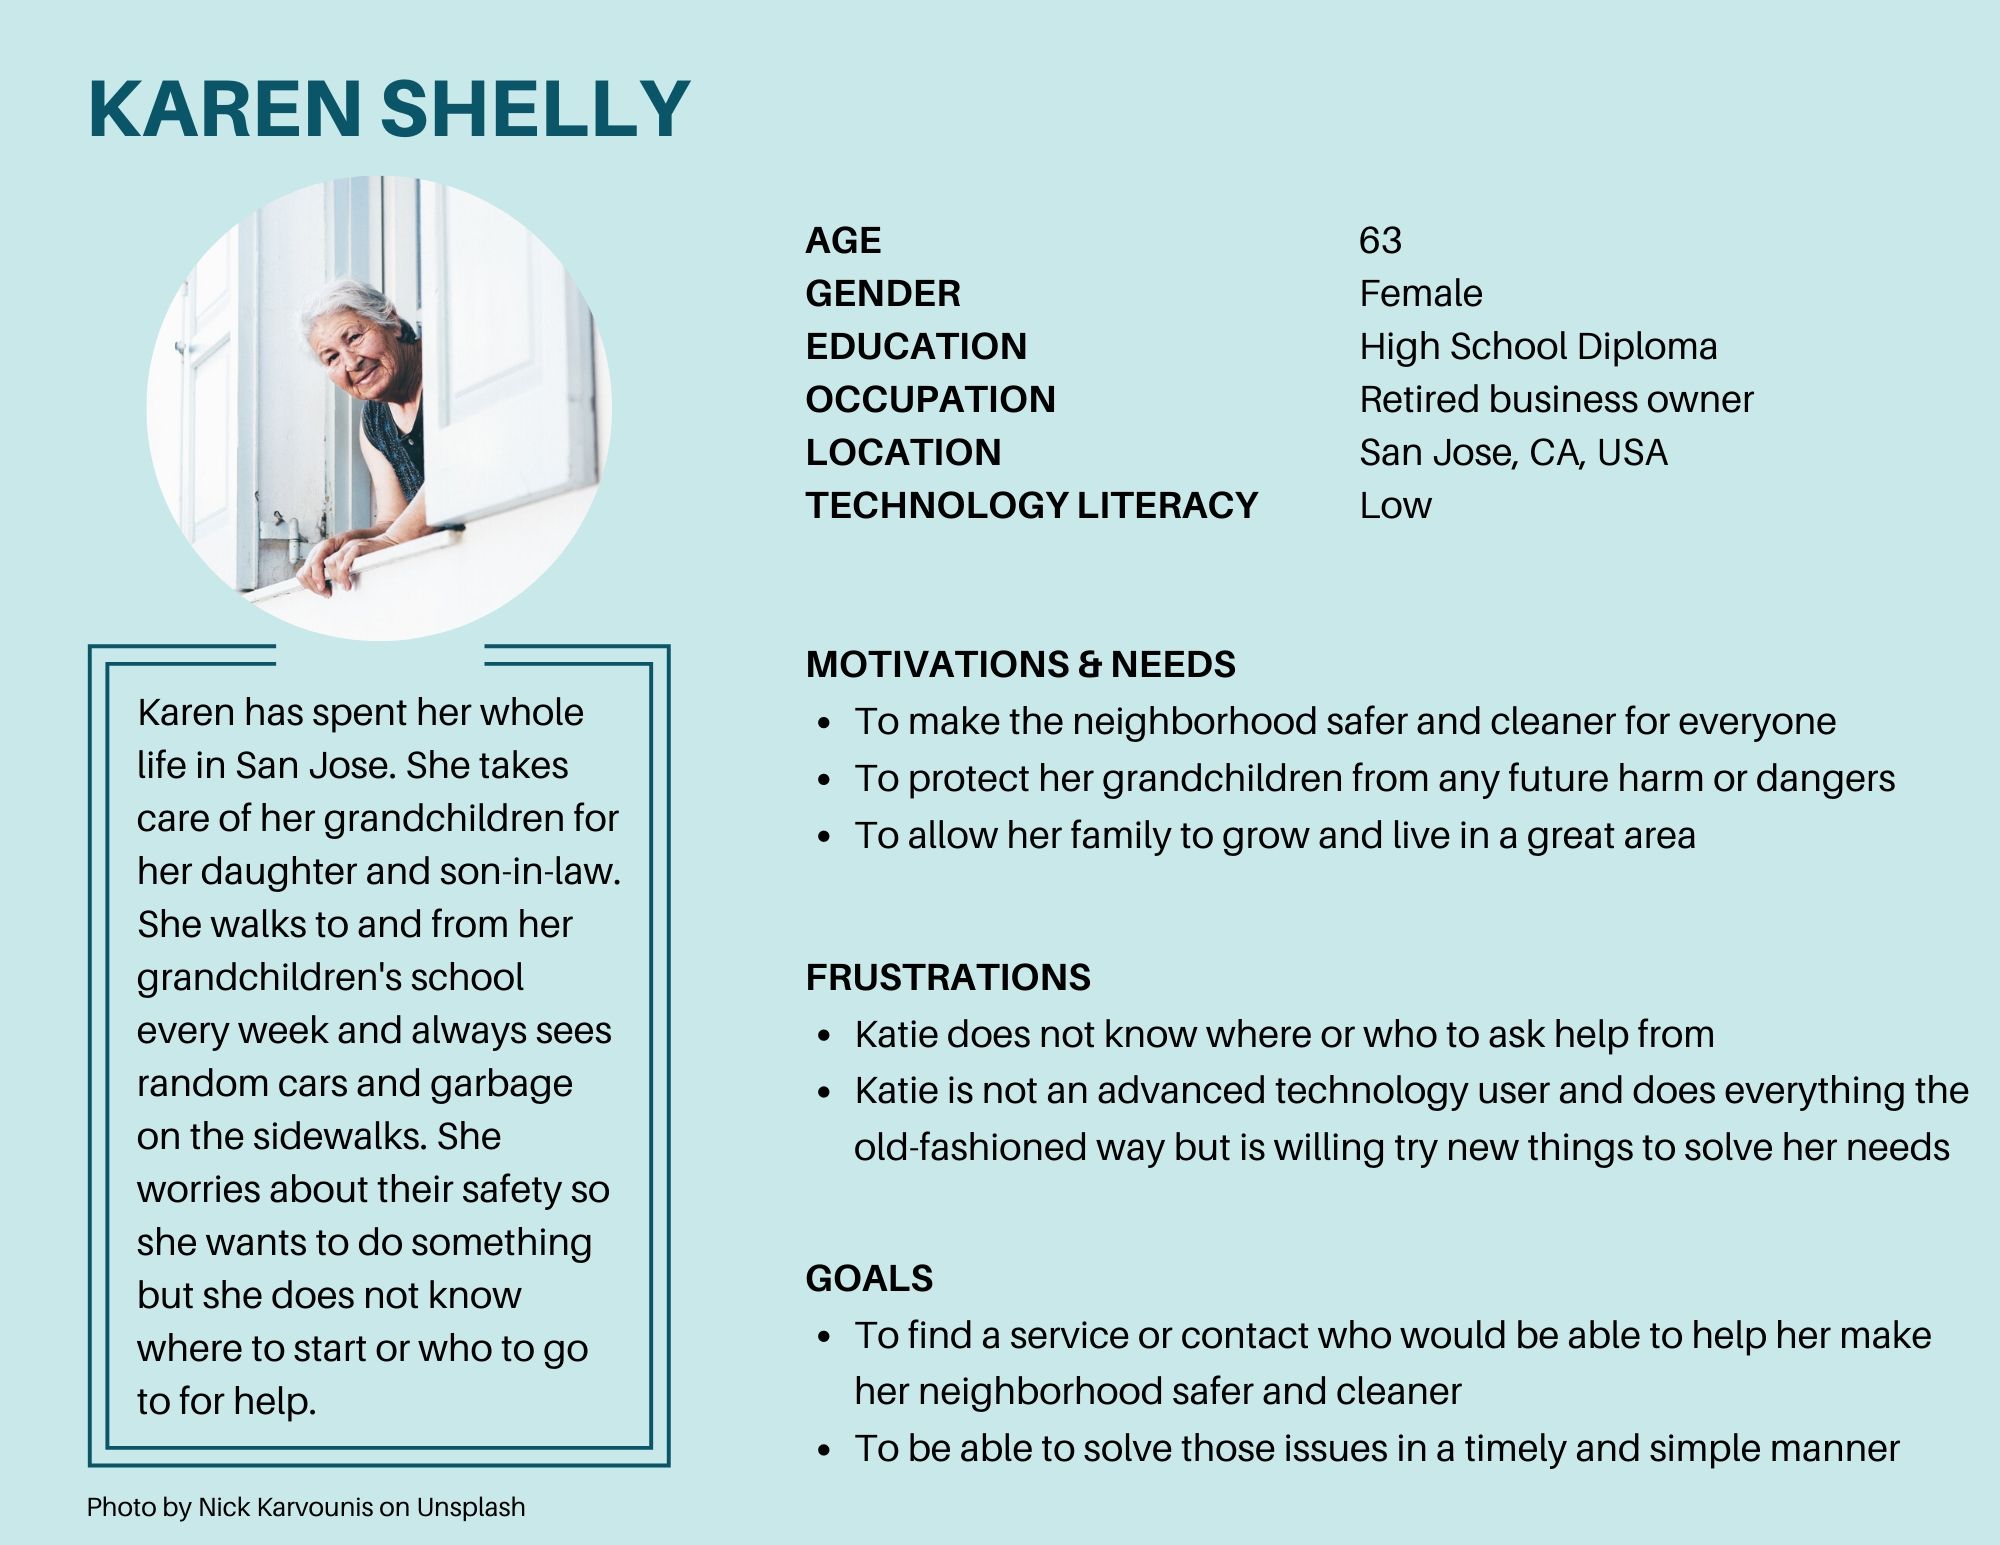 KAREN SHELLY
AGE 63
GENDER Female
EDUCATION High School Diploma
OCCUPATION Retired business owner
LOCATION San Jose, CA, USA
TECHNOLOGY LITERACY Low
Karen has spent her whole
life in San Jose. She takes
care of her grandchildren for
her daughter and son-in-law.
She walks to and from her
grandchildren's school
every week and always sees
random cars and garbage
on the sidewalks. She
worries about their safety so
she wants to do something
but she does not know
where to start or who to go
to for help.
Photo by Nick Karvounis on Unsplash
MOTIVATIONS & NEEDS
• To make the neighborhood safer and cleaner for everyone
• To protect her grandchildren from any future harm or dangers
• To allow her family to grow and live in a great area
FRUSTRATIONS
• Katie does not know where or who to ask help from
• Katie is not an advanced technology user and does everything the
old-fashioned way but is willing try new things to solve her needs
GOALS
• To find a service or contact who would be able to help her make
her neighborhood safer and cleaner
• To be able to solve those issues in a timely and simple manner